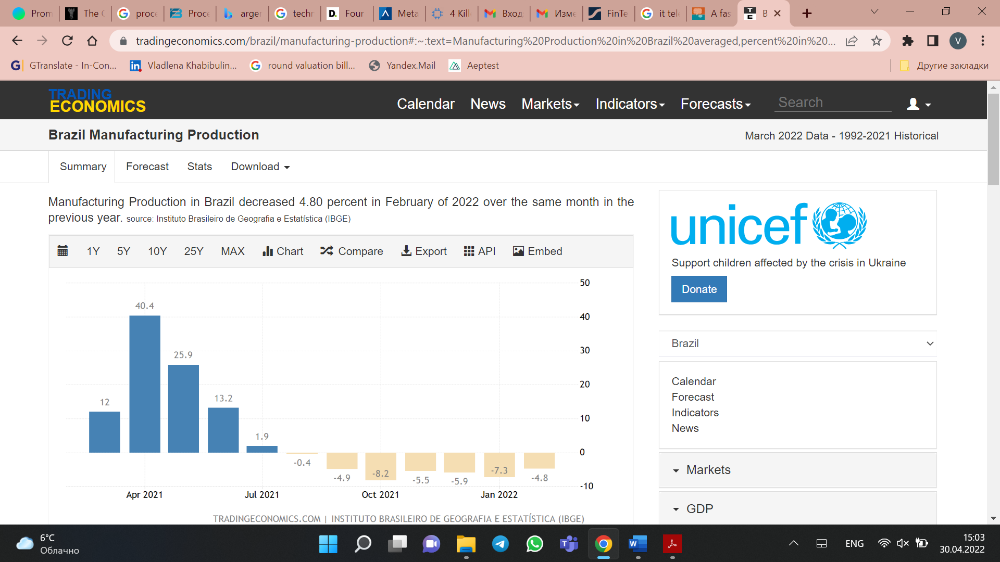 Prom
The C
proce
Proce
argen
techn
Four
Meta
4 Kill
Вход
Изме
FinTe
it tele
A fas
B
tradingeconomics.com/brazil/manufacturing-production#:~:text=Manufacturing%20Production%20in%20Brazil%20averaged,percent%20in%20...
V
GTranslate - In-Con...
Vladlena Khabibulin...
round valuation bill...
Yandex.Mail
Aeptest
Другие закладки
TRADING
ECONOMICS
Calendar News Markets Indicators Forecasts Search
Brazil Manufacturing Production
March 2022 Data - 1992-2021 Historical
Summary Forecast Stats Download
Manufacturing Production in Brazil decreased 4.80 percent in February of 2022 over the same month in the
previous year. source: Instituto Brasileiro de Geografia e Estatística (IBGE)
1Y 5Y 10Y 25Y MAX Chart Compare Export API Embed
50
40
30
20
10
0
-10
12
40.4
25.9
13.2
1.9
-0.4
-4.9
-8.2
-5.5
-5.9
-7.3
-4.8
Apr 2021 Jul 2021 Oct 2021 Jan 2022
TRADINGECONOMICS.COM | INSTITUTO BRASILEIRO DE GEOGRAFIA E ESTATÍSTICA (IBGE)
unicef
Support children affected by the crisis in Ukraine
Donate
Brazil
Calendar
Forecast
Indicators
News
Markets
GDP
6°C
Облачно
ENG
15:03
30.04.2022